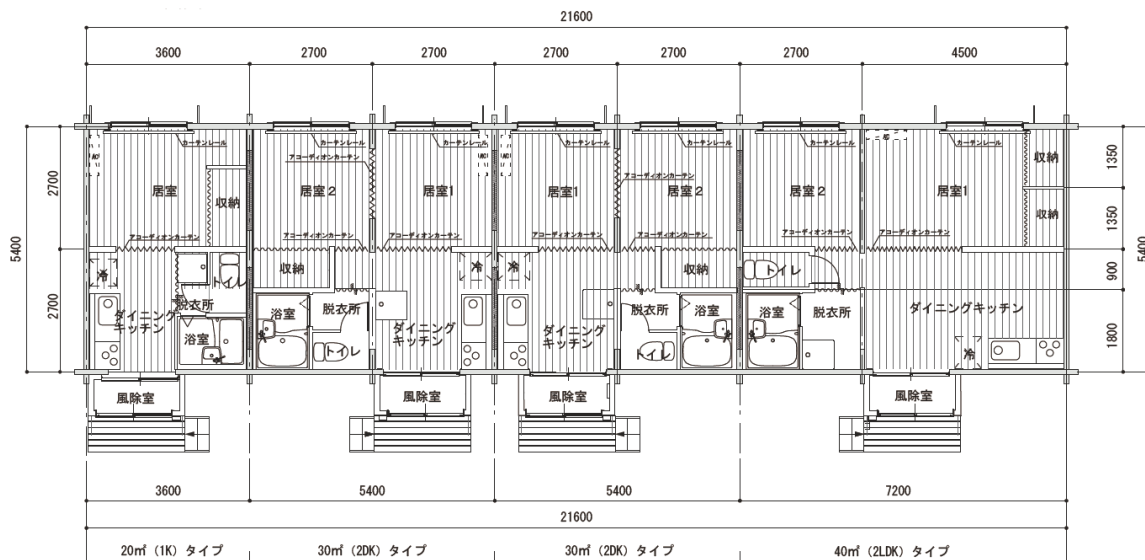 21600
3600 2700 2700 2700 2700 2700 4500
カーテンレール カーテンレール カーテンレール カーテンレール カーテンレール カーテンレール カーテンレール
AC AC AC AC
アコーディオンカーテン アコーディオンカーテン
居室 居室2 居室1 居室1 居室2 居室2 居室1
収納 収納 収納
アコーディオンカーテン アコーディオンカーテン アコーディオンカーテン アコーディオンカーテン アコーディオンカーテン アコーディオンカーテン アコーディオンカーテン
5400 2700 2700
1350 1350 900 1800 5400
冷 トイレ 収納 冷 冷 収納 トイレ
脱衣所 浴室 脱衣所 脱衣所 浴室 浴室 脱衣所
ダイニング
キッチン
浴室
ダイニング
キッチン
ダイニング
キッチン
ダイニングキッチン
トイレ トイレ 冷
風除室 風除室 風除室 風除室
3600 5400 5400 7200
21600
20㎡ (1K) タイプ 30㎡ (2DK) タイプ 30㎡ (2DK) タイプ 40㎡ (2LDK) タイプ